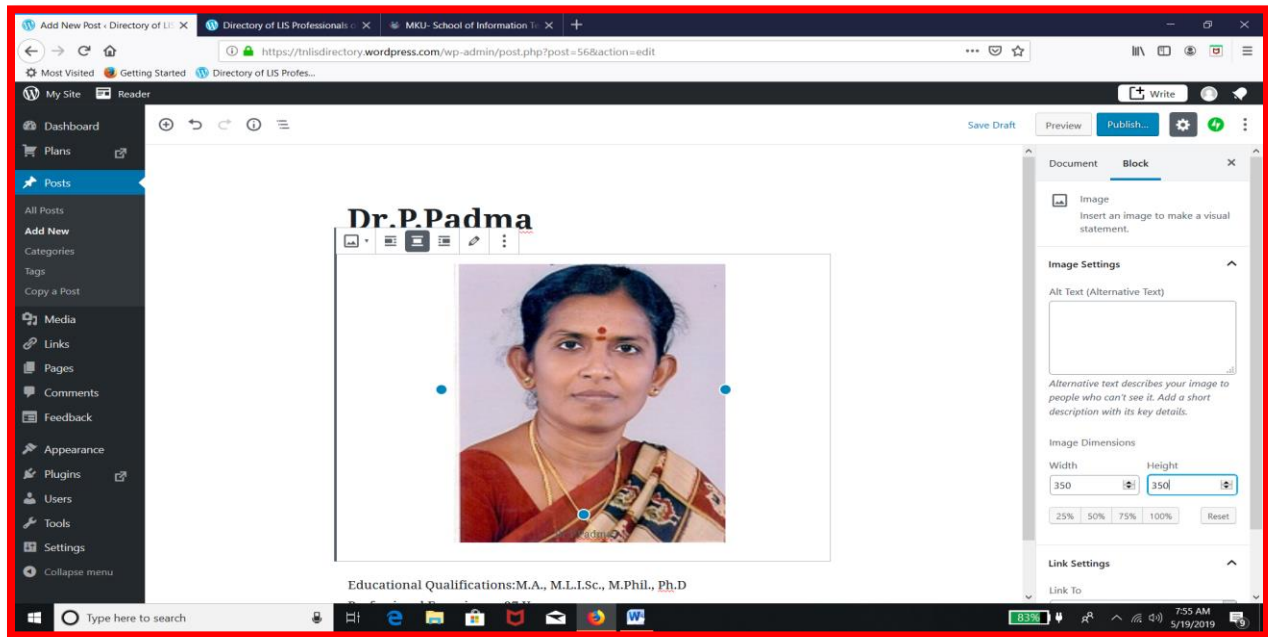 Add New Post ‹ Directory of LIS
Directory of LIS Professionals o
MKU- School of Information Te
https://tnlisdirectory.wordpress.com/wp-admin/post.php?post=56&action=edit
Most Visited Getting Started Directory of LIS Profes...
My Site Reader Write
Dashboard
Plans
Posts
All Posts
Add New
Categories
Tags
Copy a Post
Media
Links
Pages
Comments
Feedback
Appearance
Plugins
Users
Tools
Settings
Collapse menu
Save Draft Preview Publish...
Dr.P.Padma
Educational Qualifications:M.A., M.L.I.Sc., M.Phil., Ph.D
Document Block
Image
Insert an image to make a visual
statement.
Image Settings
Alt Text (Alternative Text)
Alternative text describes your image to
people who can't see it. Add a short
description with its key details.
Image Dimensions
Width Height
350 350
25% 50% 75% 100% Reset
Link Settings
Link To
Type here to search
83%
7:55 AM
5/19/2019
9